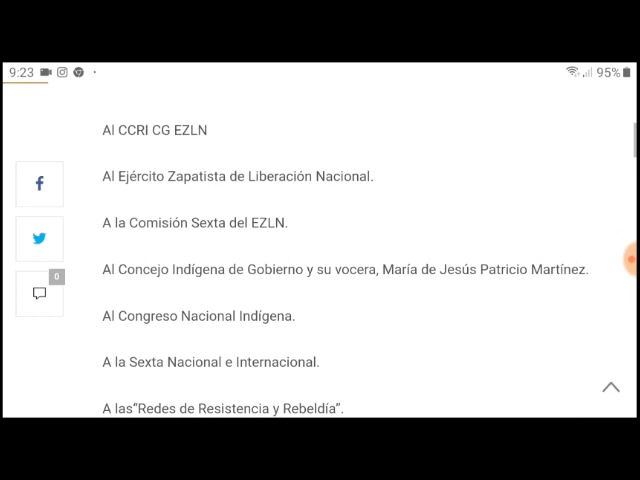 9:23
95%
Al CCRI CG EZLN
Al Ejército Zapatista de Liberación Nacional.
A la Comisión Sexta del EZLN.
0
Al Concejo Indígena de Gobierno y su vocera, María de Jesús Patricio Martínez.
Al Congreso Nacional Indígena.
A la Sexta Nacional e Internacional.
A las“Redes de Resistencia y Rebeldía”.